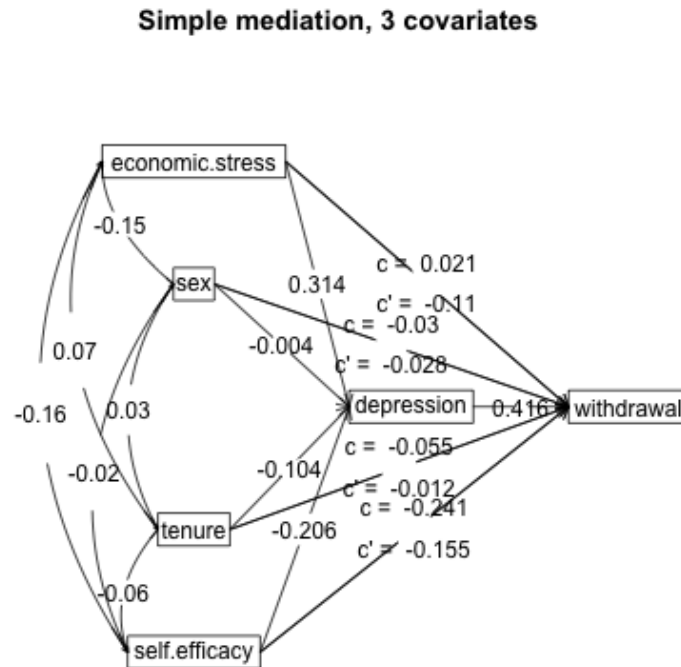 Simple mediation, 3 covariates
economic.stress
-0.15
c = 0.021
sex
0.314
c' = -0.11
c = -0.03
-0.004
0.07
c' = -0.028
depression
0.416
withdrawal
-0.16
0.03
c = -0.055
-0.02
-0.104
c' = -0.012
c = -0.241
tenure
-0.206
c' = -0.155
-0.06
self.efficacy